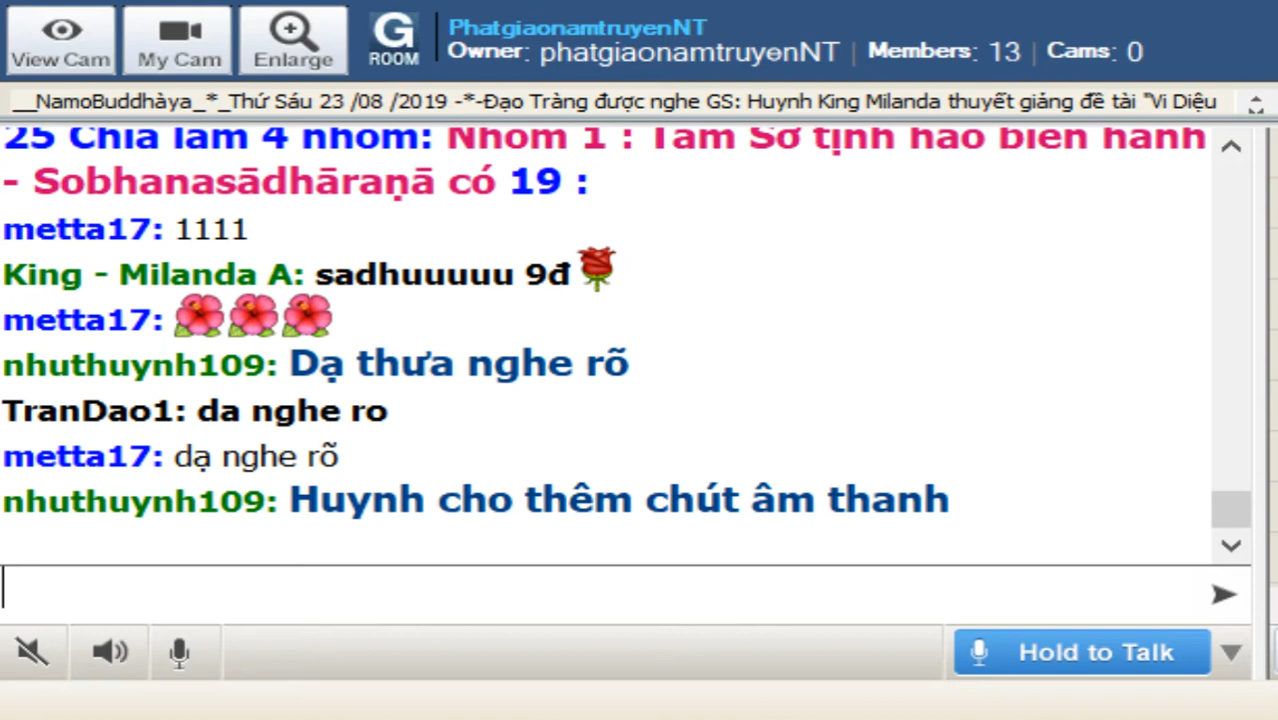 View Cam
My Cam
Enlarge
G
ROOM
PhatgiaonamtruyenNT
Owner: phatgiaonamtruyenNT | Members: 13 | Cams: 0
__NamoBuddhàya_*_Thứ Sáu 23 /08 /2019 -*-Đạo Tràng được nghe GS: Huynh King Milanda thuyết giảng đề tài "Vi Diệu
25 Chia làm 4 nhóm: Nhóm 1 : Tâm Sở tịnh hảo biến hành
- Sobhanasādhāraṇā có 19 :
metta17: 1111
King - Milanda A: sadhuuuuu 9đ
metta17:
nhuthuynh109: Dạ thưa nghe rõ
TranDao1: da nghe ro
metta17: dạ nghe rõ
nhuthuynh109: Huynh cho thêm chút âm thanh
Hold to Talk